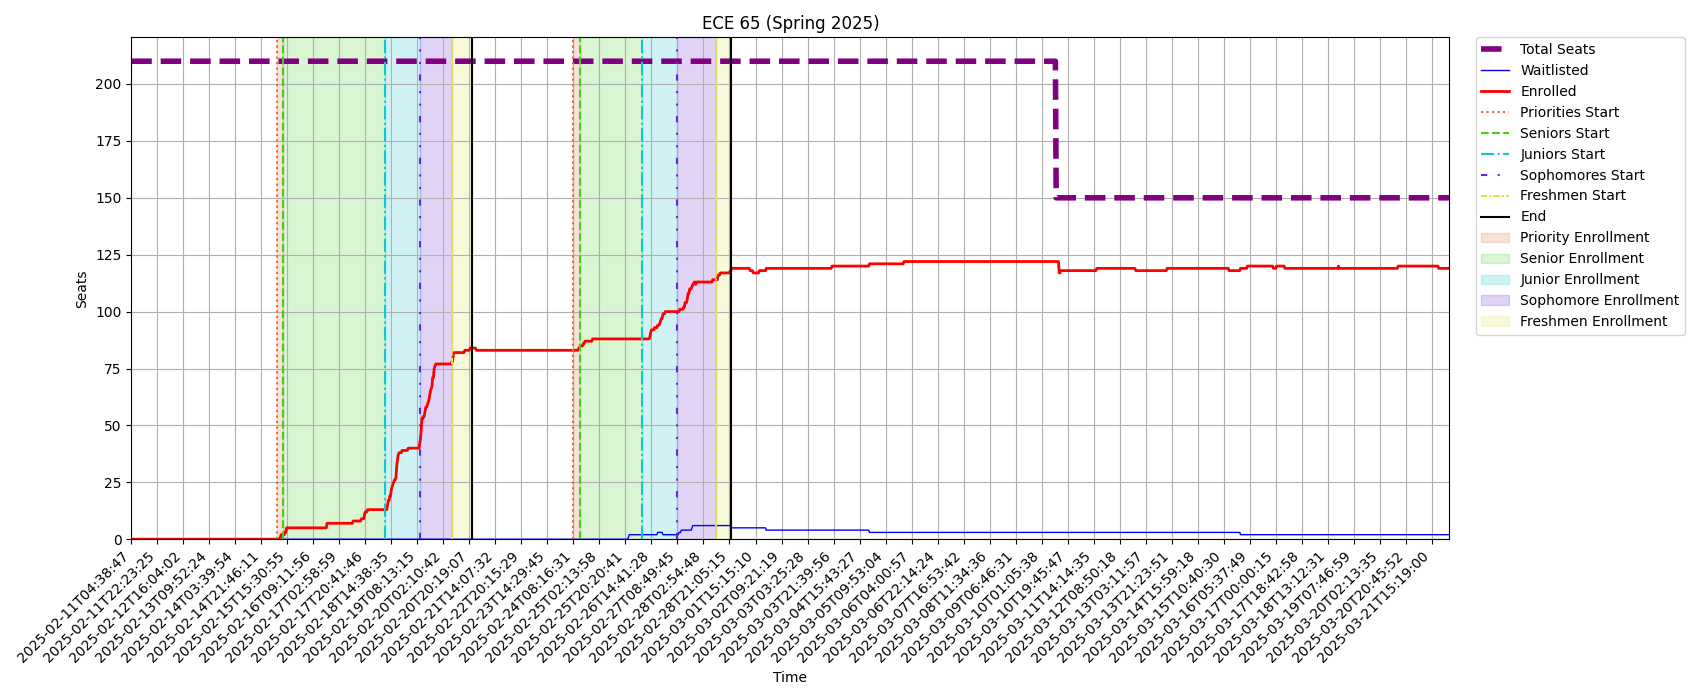 ECE 65 (Spring 2025)
Seats
200
175
150
125
100
75
50
25
0
2025-02-11T04:38:47
2025-02-11T22:23:25
2025-02-12T16:04:02
2025-02-13T09:52:24
2025-02-14T03:39:54
2025-02-14T21:46:11
2025-02-15T15:30:55
2025-02-16T09:11:56
2025-02-17T02:58:59
2025-02-17T20:41:46
2025-02-18T14:38:35
2025-02-19T08:13:15
2025-02-20T02:10:42
2025-02-20T20:19:07
2025-02-21T14:07:32
2025-02-22T20:15:29
2025-02-23T14:29:45
2025-02-24T08:16:31
2025-02-25T02:13:58
2025-02-25T20:20:41
2025-02-26T14:41:28
2025-02-27T08:49:45
2025-02-28T02:54:48
2025-02-28T21:05:15
2025-03-01T15:15:10
2025-03-02T09:21:19
2025-03-03T03:25:28
2025-03-03T21:39:56
2025-03-04T15:43:27
2025-03-05T09:53:04
2025-03-06T04:00:57
2025-03-06T22:14:24
2025-03-07T16:53:42
2025-03-08T11:34:36
2025-03-09T06:46:31
2025-03-10T01:05:38
2025-03-10T19:45:47
2025-03-11T14:14:35
2025-03-12T08:50:18
2025-03-13T03:11:57
2025-03-13T21:23:51
2025-03-14T15:59:18
2025-03-15T10:40:30
2025-03-16T05:37:49
2025-03-17T00:00:15
2025-03-17T18:42:58
2025-03-18T13:12:31
2025-03-19T07:46:59
2025-03-20T02:13:35
2025-03-20T20:45:52
2025-03-21T15:19:00
Time
Total Seats
Waitlisted
Enrolled
Priorities Start
Seniors Start
Juniors Start
Sophomores Start
Freshmen Start
End
Priority Enrollment
Senior Enrollment
Junior Enrollment
Sophomore Enrollment
Freshmen Enrollment